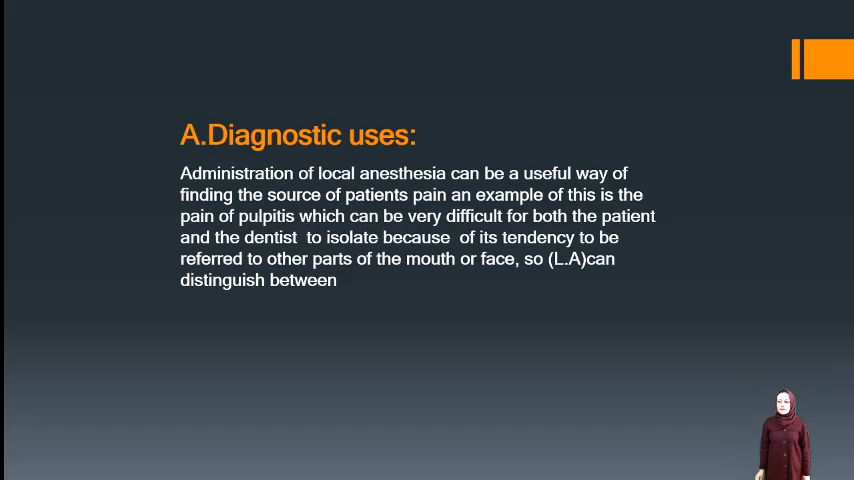 A.Diagnostic uses:
Administration of local anesthesia can be a useful way of
finding the source of patients pain an example of this is the
pain of pulpitis which can be very difficult for both the patient
and the dentist to isolate because of its tendency to be
referred to other parts of the mouth or face, so (L.A)can
distinguish between